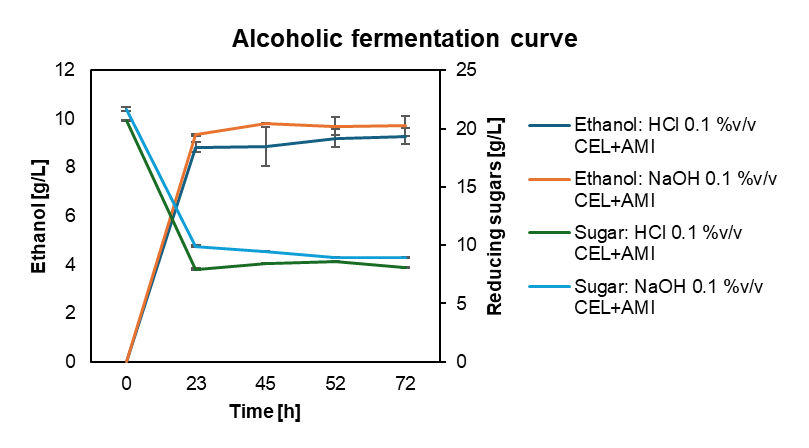 Alcoholic fermentation curve
12
10
8
6
4
2
0
Ethanol [g/L]
25
20
15
10
5
0
Reducing sugars [g/L]
0 23 45 52 72
Time [h]
Ethanol: HCl 0.1 %v/v
CEL+AMI
Ethanol: NaOH 0.1 %v/v
CEL+AMI
Sugar: HCl 0.1 %v/v
CEL+AMI
Sugar: NaOH 0.1 %v/v
CEL+AMI